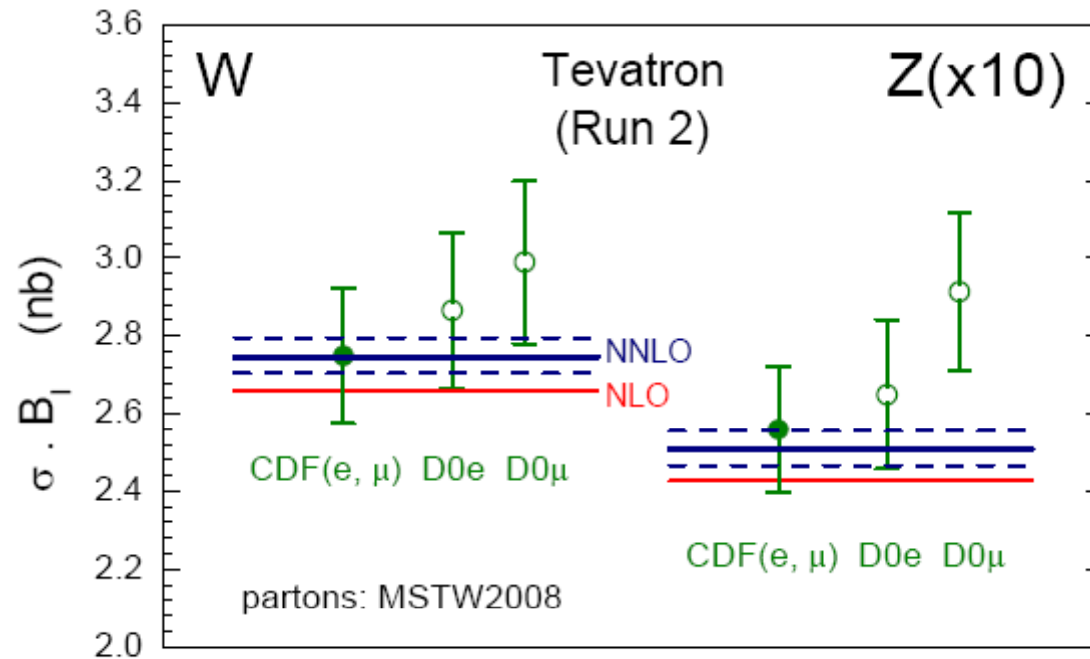 W
Tevatron
(Run 2)
Z(x10)
σ . B_l (nb)
3.6
3.4
3.2
3.0
2.8
2.6
2.4
2.2
2.0
NNLO
NLO
CDF(e, μ) D0e D0μ
CDF(e, μ) D0e D0μ
partons: MSTW2008